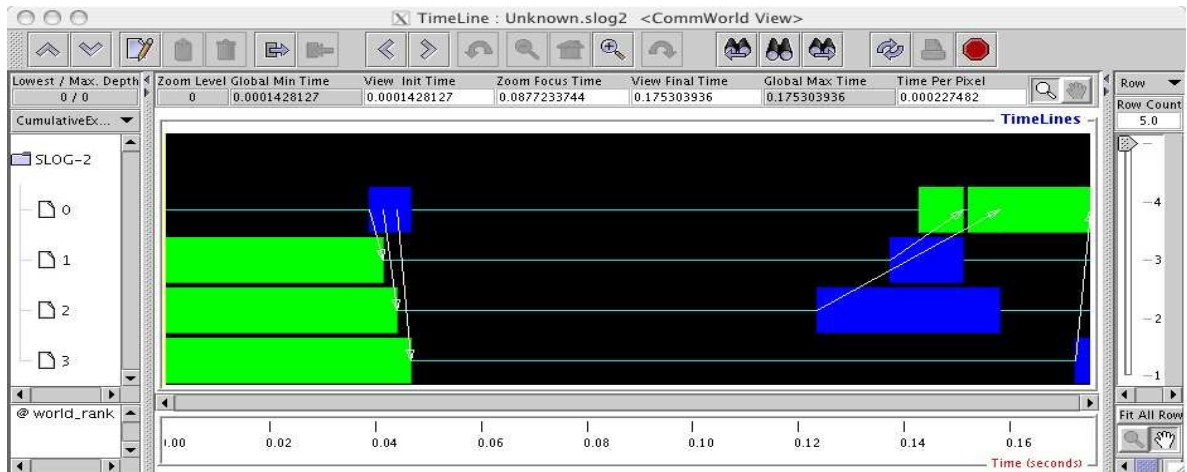 TimeLine : Unknown.slog2 <CommWorld View>
Lowest / Max. Depth
0 / 0
Zoom Level Global Min Time View Init Time Zoom Focus Time View Final Time Global Max Time Time Per Pixel
0 0.0001428127 0.0001428127 0.0877233744 0.175303936 0.175303936 0.000227482
Row
Row Count
5.0
CumulativeEx...
TimeLines
SLOG-2
0
1
2
3
4
3
2
1
@ world_rank
Fit All Row
.00 0.02 0.04 0.06 0.08 0.10 0.12 0.14 0.16
Time (seconds)